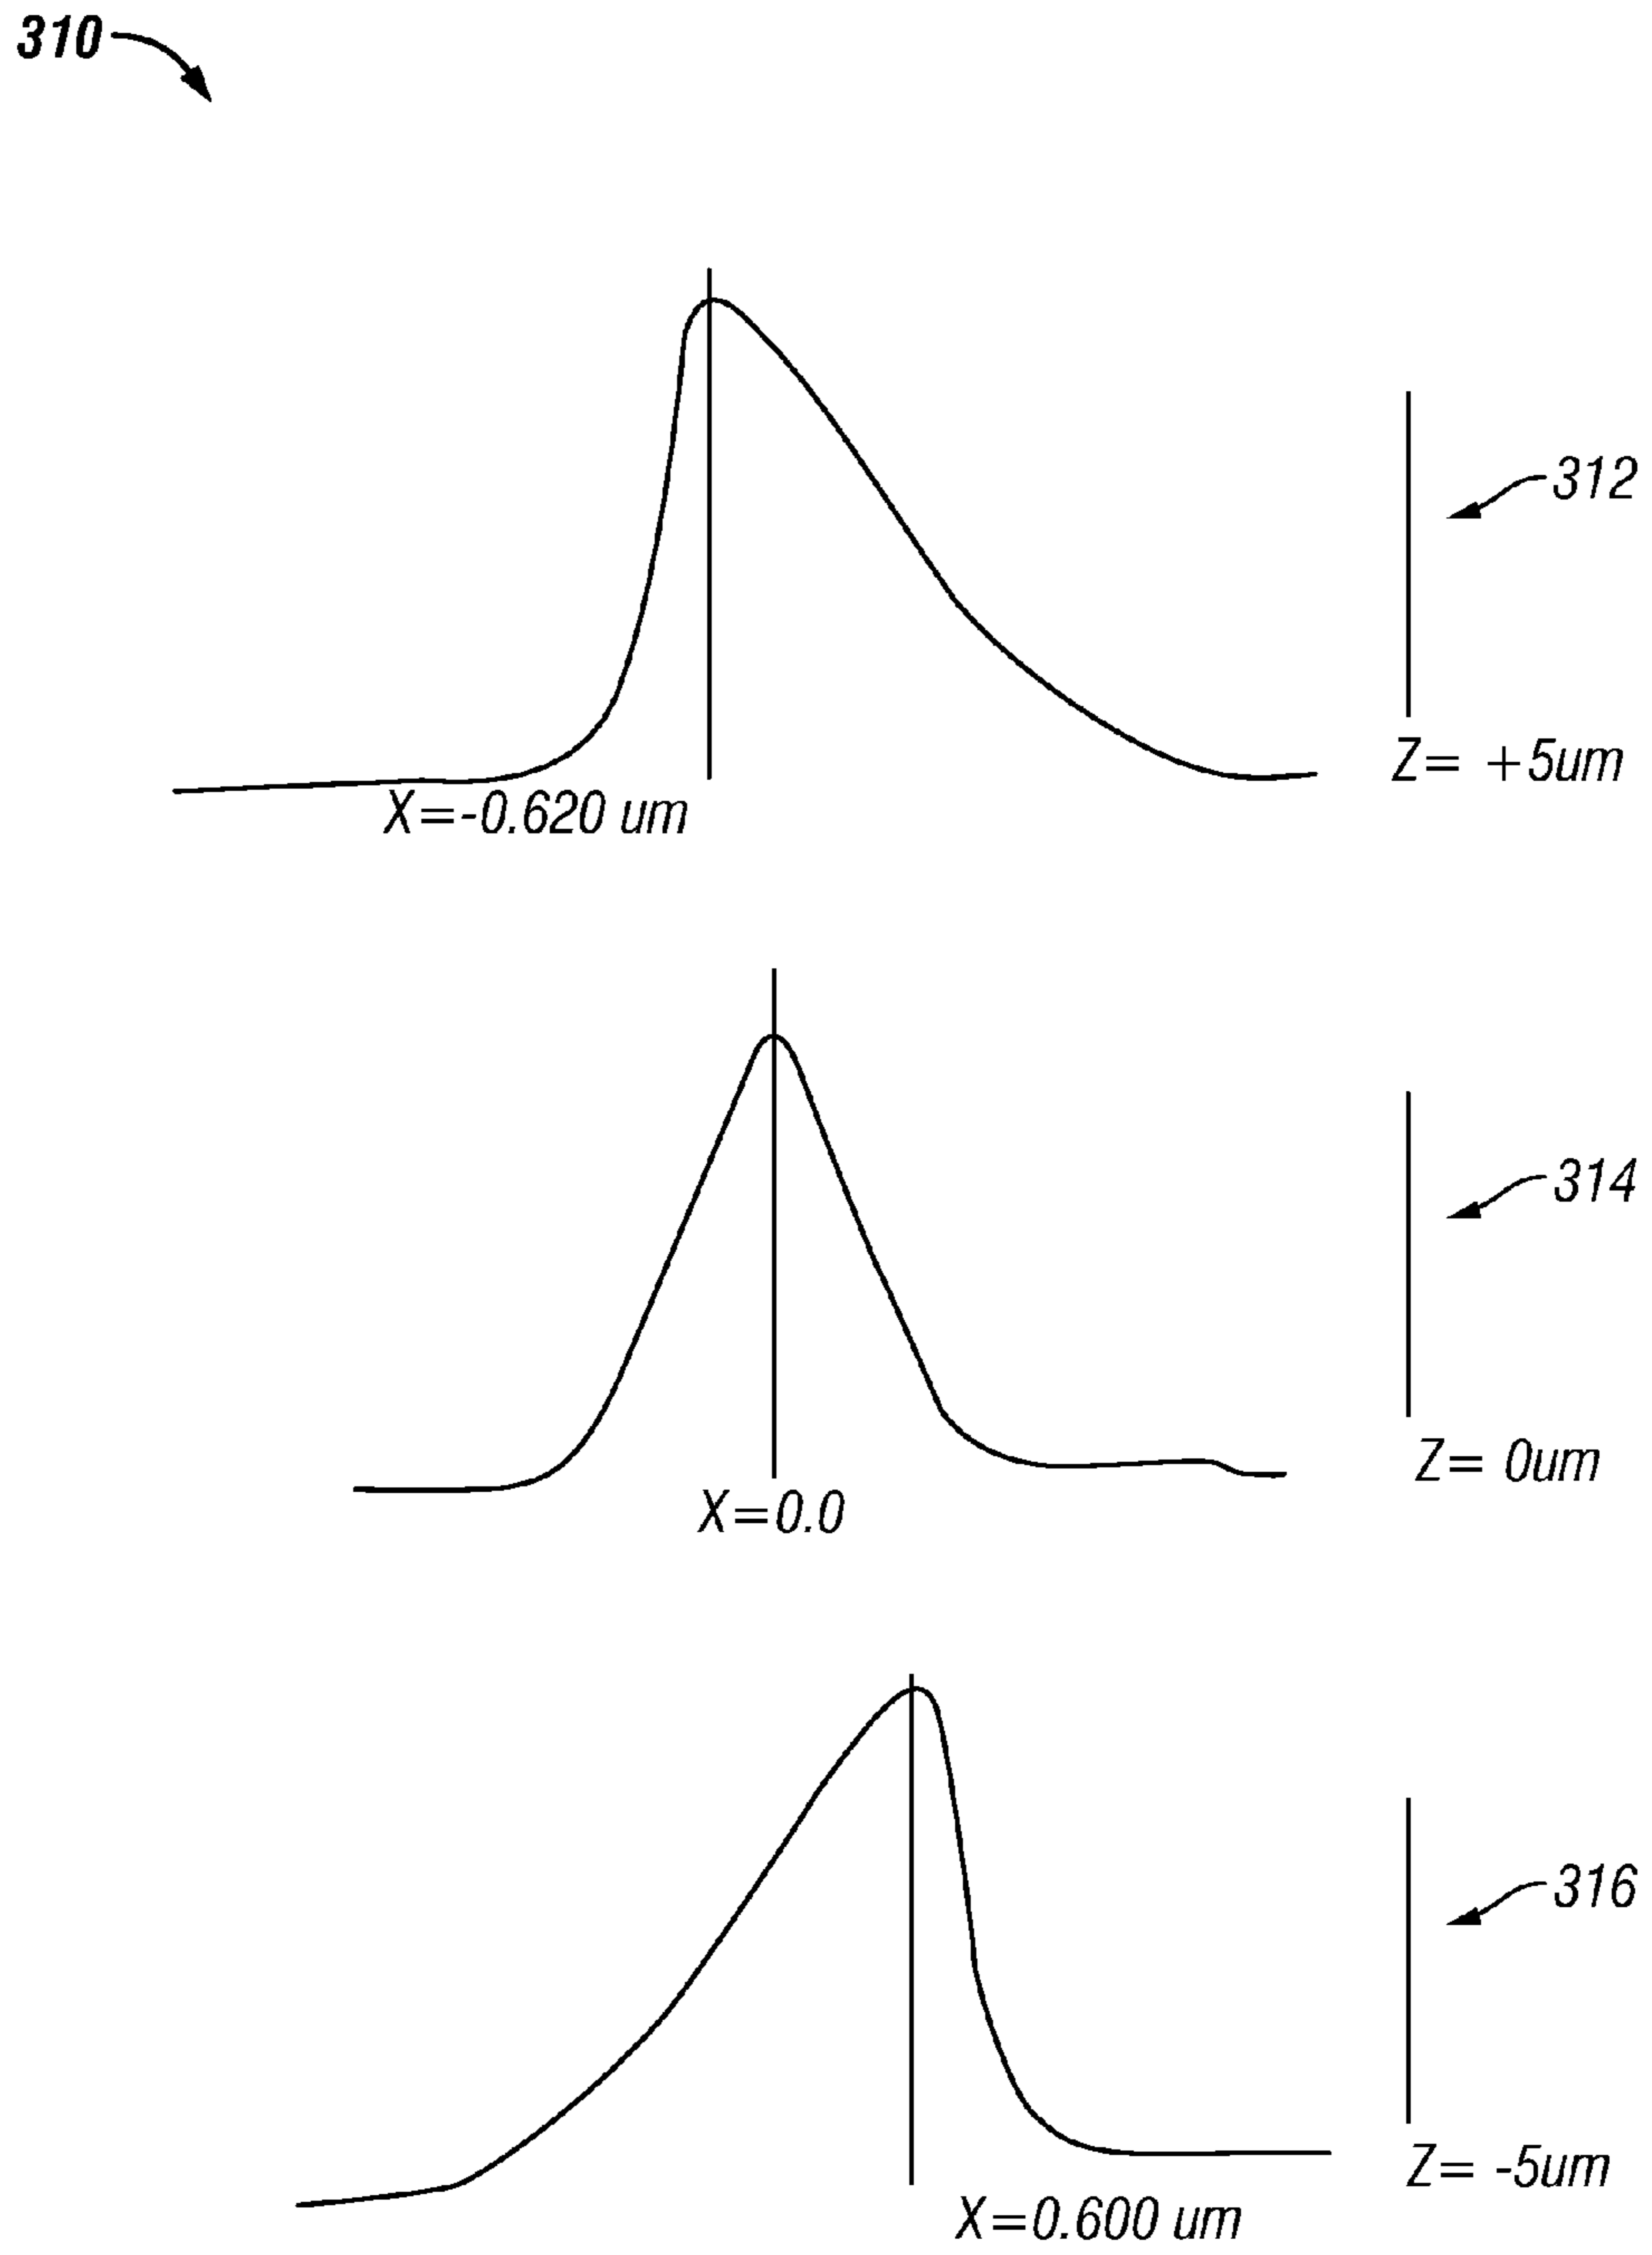 310
312
Z= +5um
X=-0.620 um
314
Z= 0um
X=0.0
316
Z= -5um
X=0.600 um